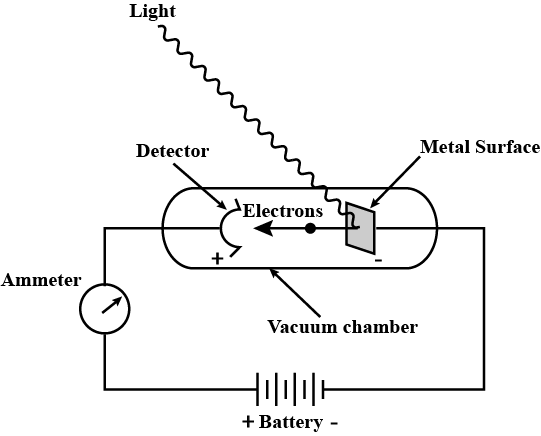 Light
Detector
Metal Surface
Electrons
+
-
Ammeter
Vacuum chamber
+ Battery -